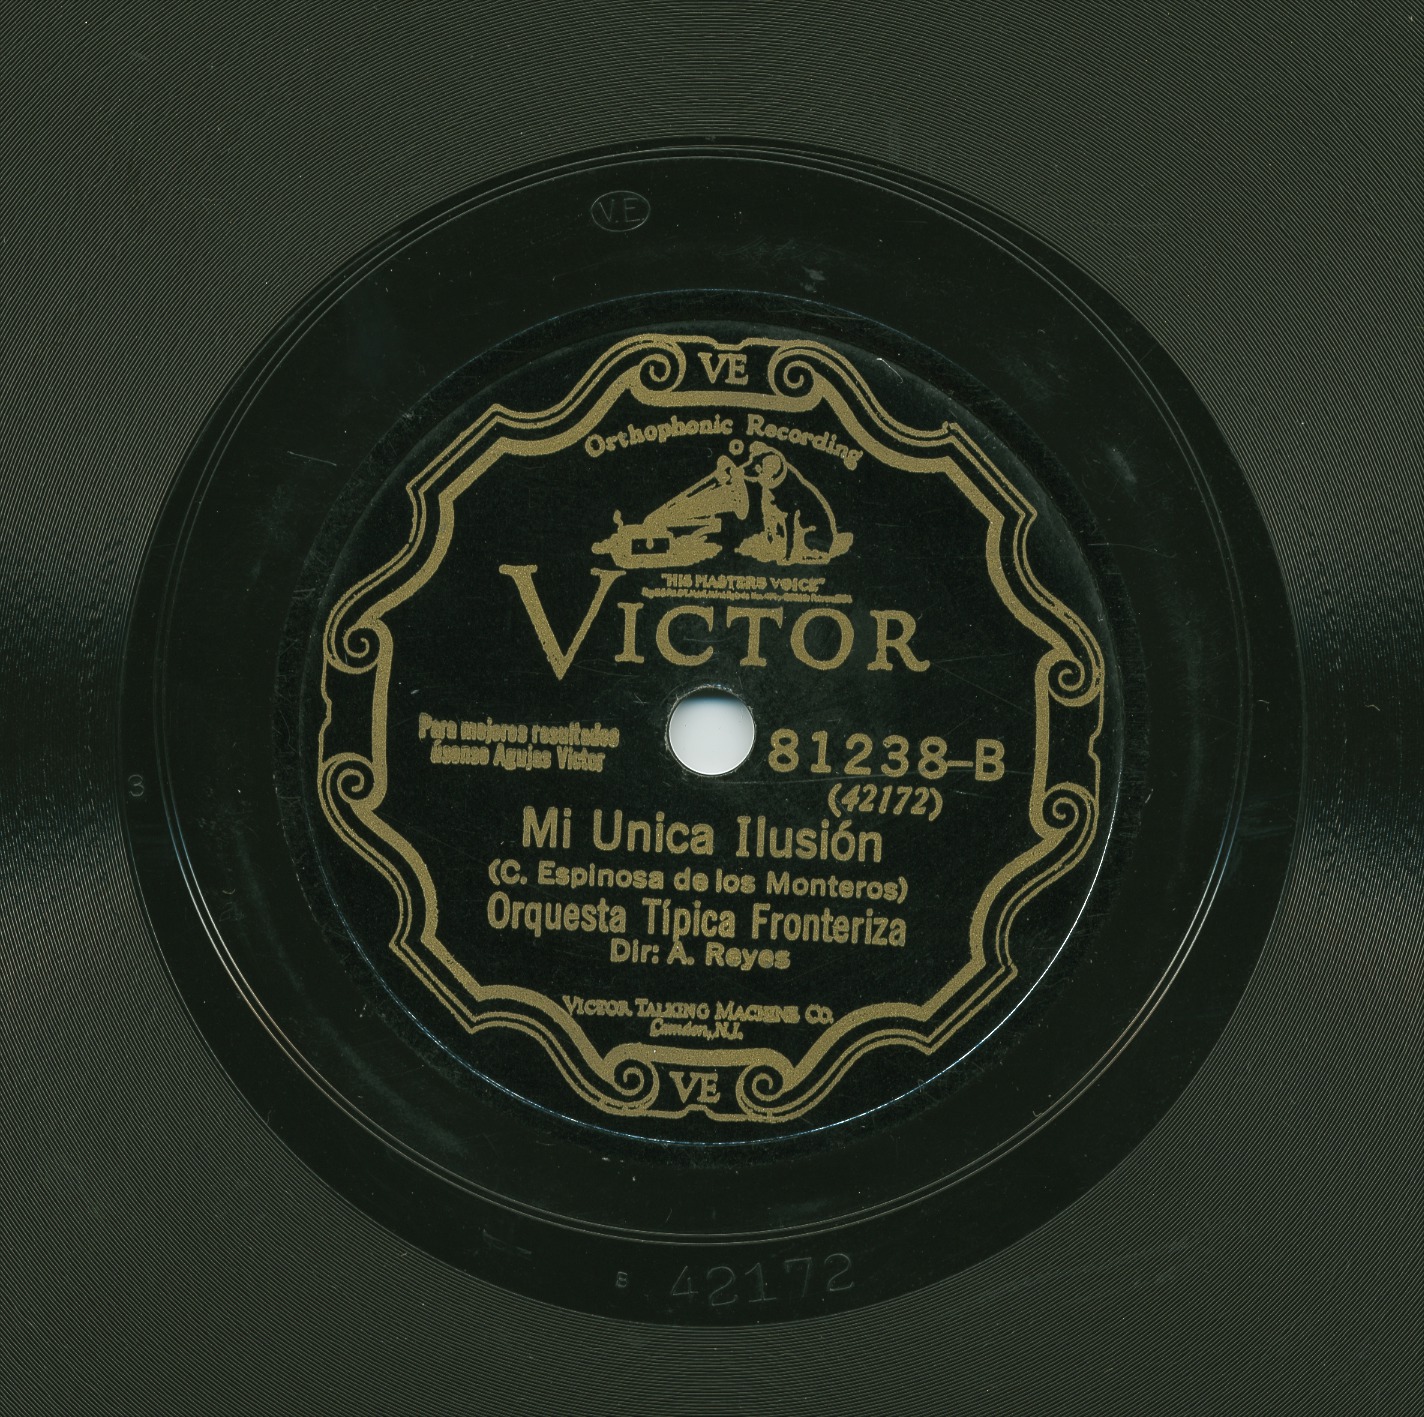 V.E
VE
Orthophonic Recording
"HIS MASTERS VOICE"
VICTOR
Para mejores resultados
úsense Agujas Victor
81238-B
(42172)
Mi Unica Ilusión
(C. Espinosa de los Monteros)
Orquesta Típica Fronteriza
Dir: A. Reyes
VICTOR TALKING MACHINE CO.
Camden, N.J.
VE
B 42172